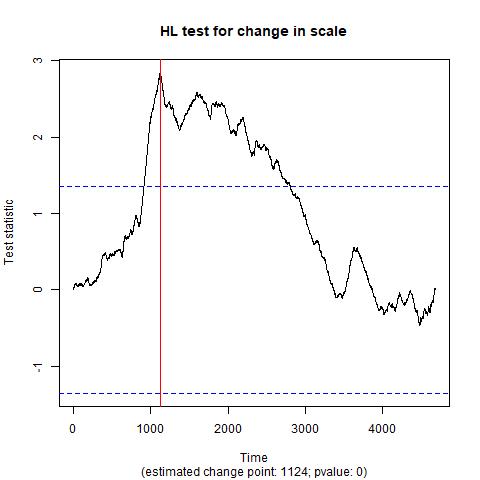 HL test for change in scale
3
2
1
0
-1
Test statistic
0 1000 2000 3000 4000
Time
(estimated change point: 1124; pvalue: 0)